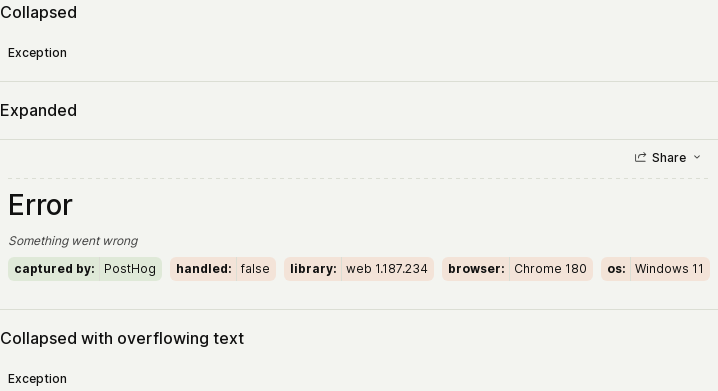 Collapsed
Exception
Expanded
Share
Error
Something went wrong
captured by: PostHog handled: false library: web 1.187.234 browser: Chrome 180 os: Windows 11
Collapsed with overflowing text
Exception